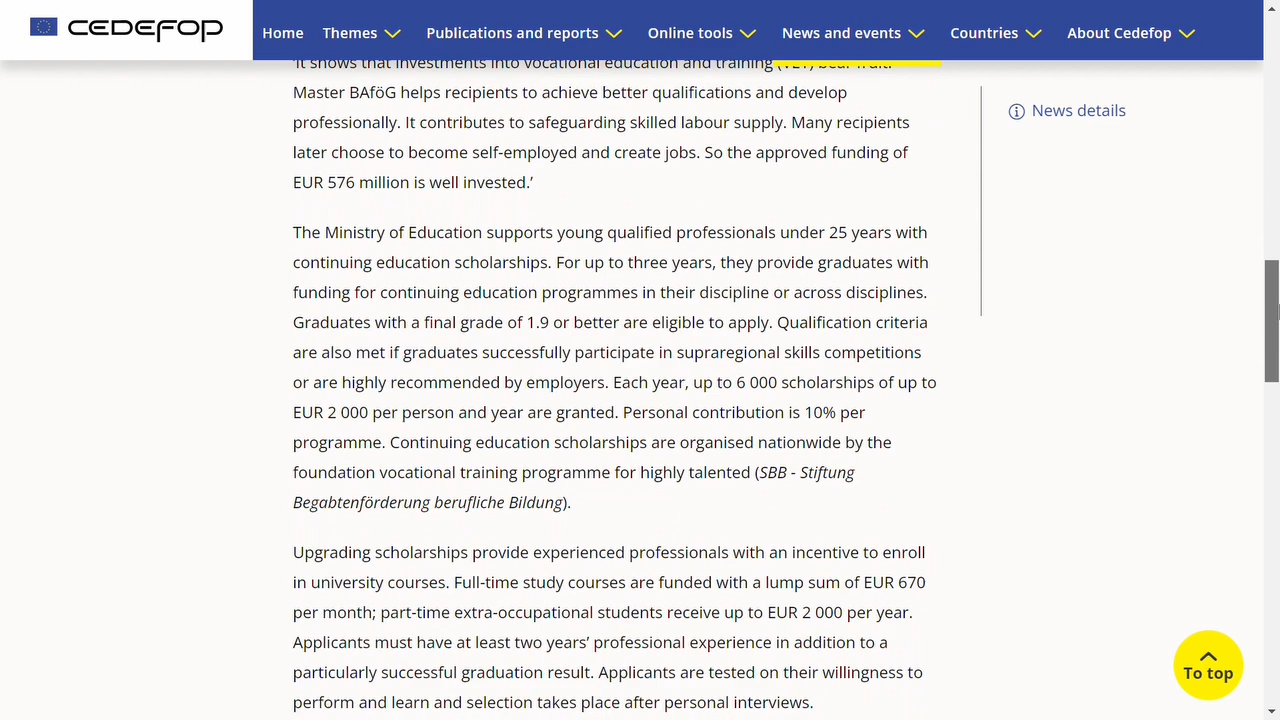 CEDEFOP
Home Themes Publications and reports Online tools News and events Countries About Cedefop
'It shows that investments into vocational education and training (VET) bear fruit.
Master BAföG helps recipients to achieve better qualifications and develop
professionally. It contributes to safeguarding skilled labour supply. Many recipients
later choose to become self-employed and create jobs. So the approved funding of
EUR 576 million is well invested.’
News details
The Ministry of Education supports young qualified professionals under 25 years with
continuing education scholarships. For up to three years, they provide graduates with
funding for continuing education programmes in their discipline or across disciplines.
Graduates with a final grade of 1.9 or better are eligible to apply. Qualification criteria
are also met if graduates successfully participate in supraregional skills competitions
or are highly recommended by employers. Each year, up to 6 000 scholarships of up to
EUR 2 000 per person and year are granted. Personal contribution is 10% per
programme. Continuing education scholarships are organised nationwide by the
foundation vocational training programme for highly talented (SBB - Stiftung
Begabtenförderung berufliche Bildung).
Upgrading scholarships provide experienced professionals with an incentive to enroll
in university courses. Full-time study courses are funded with a lump sum of EUR 670
per month; part-time extra-occupational students receive up to EUR 2 000 per year.
Applicants must have at least two years’ professional experience in addition to a
particularly successful graduation result. Applicants are tested on their willingness to
perform and learn and selection takes place after personal interviews.
To top